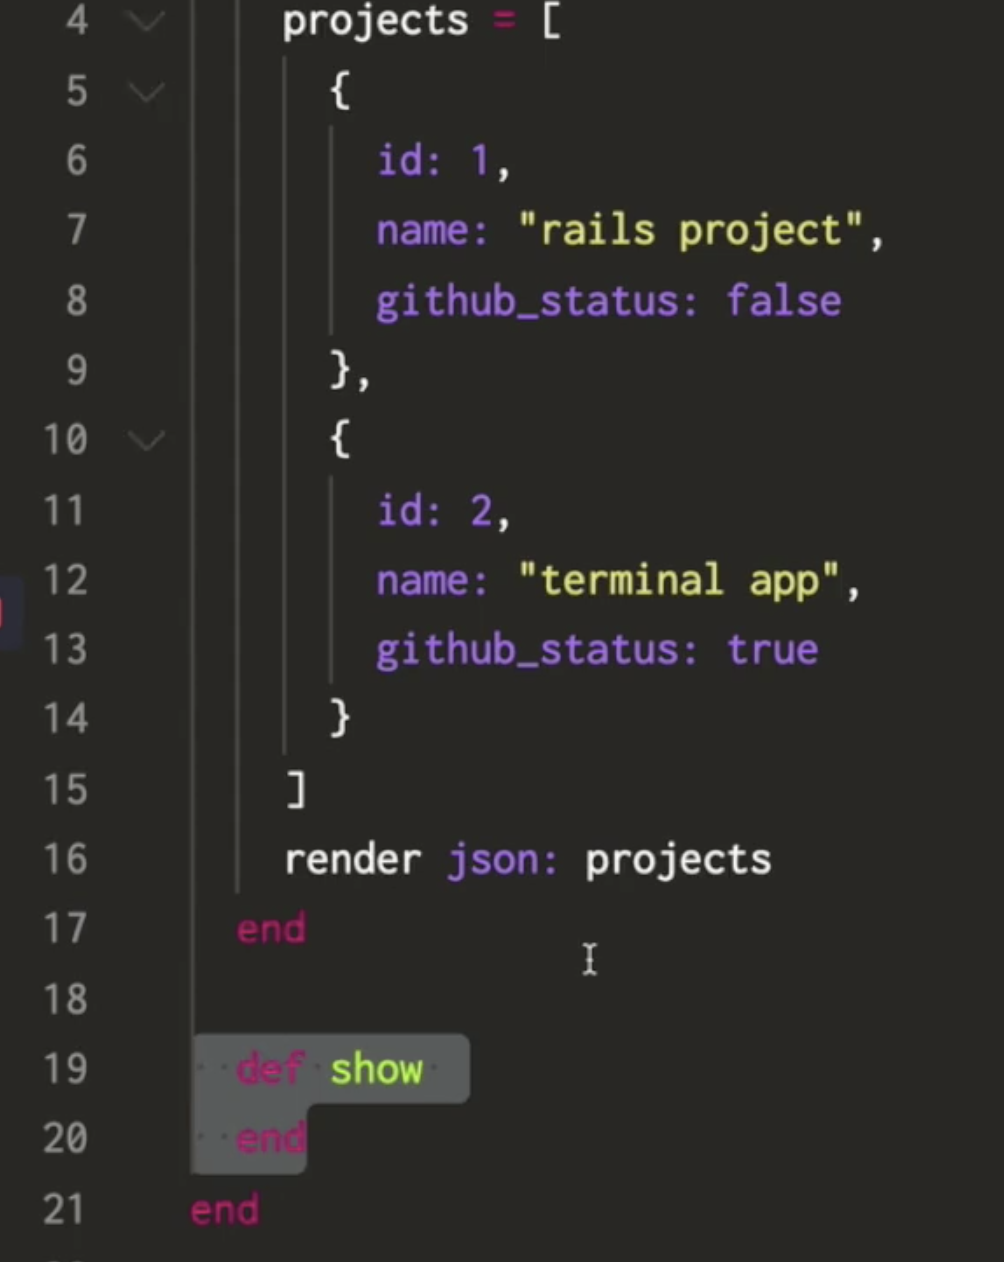 4 projects = [
5 {
6 id: 1,
7 name: "rails project",
8 github_status: false
9 },
10 {
11 id: 2,
12 name: "terminal app",
13 github_status: true
14 }
15 ]
16 render json: projects
17 end
18
19 def show
20 end
21 end